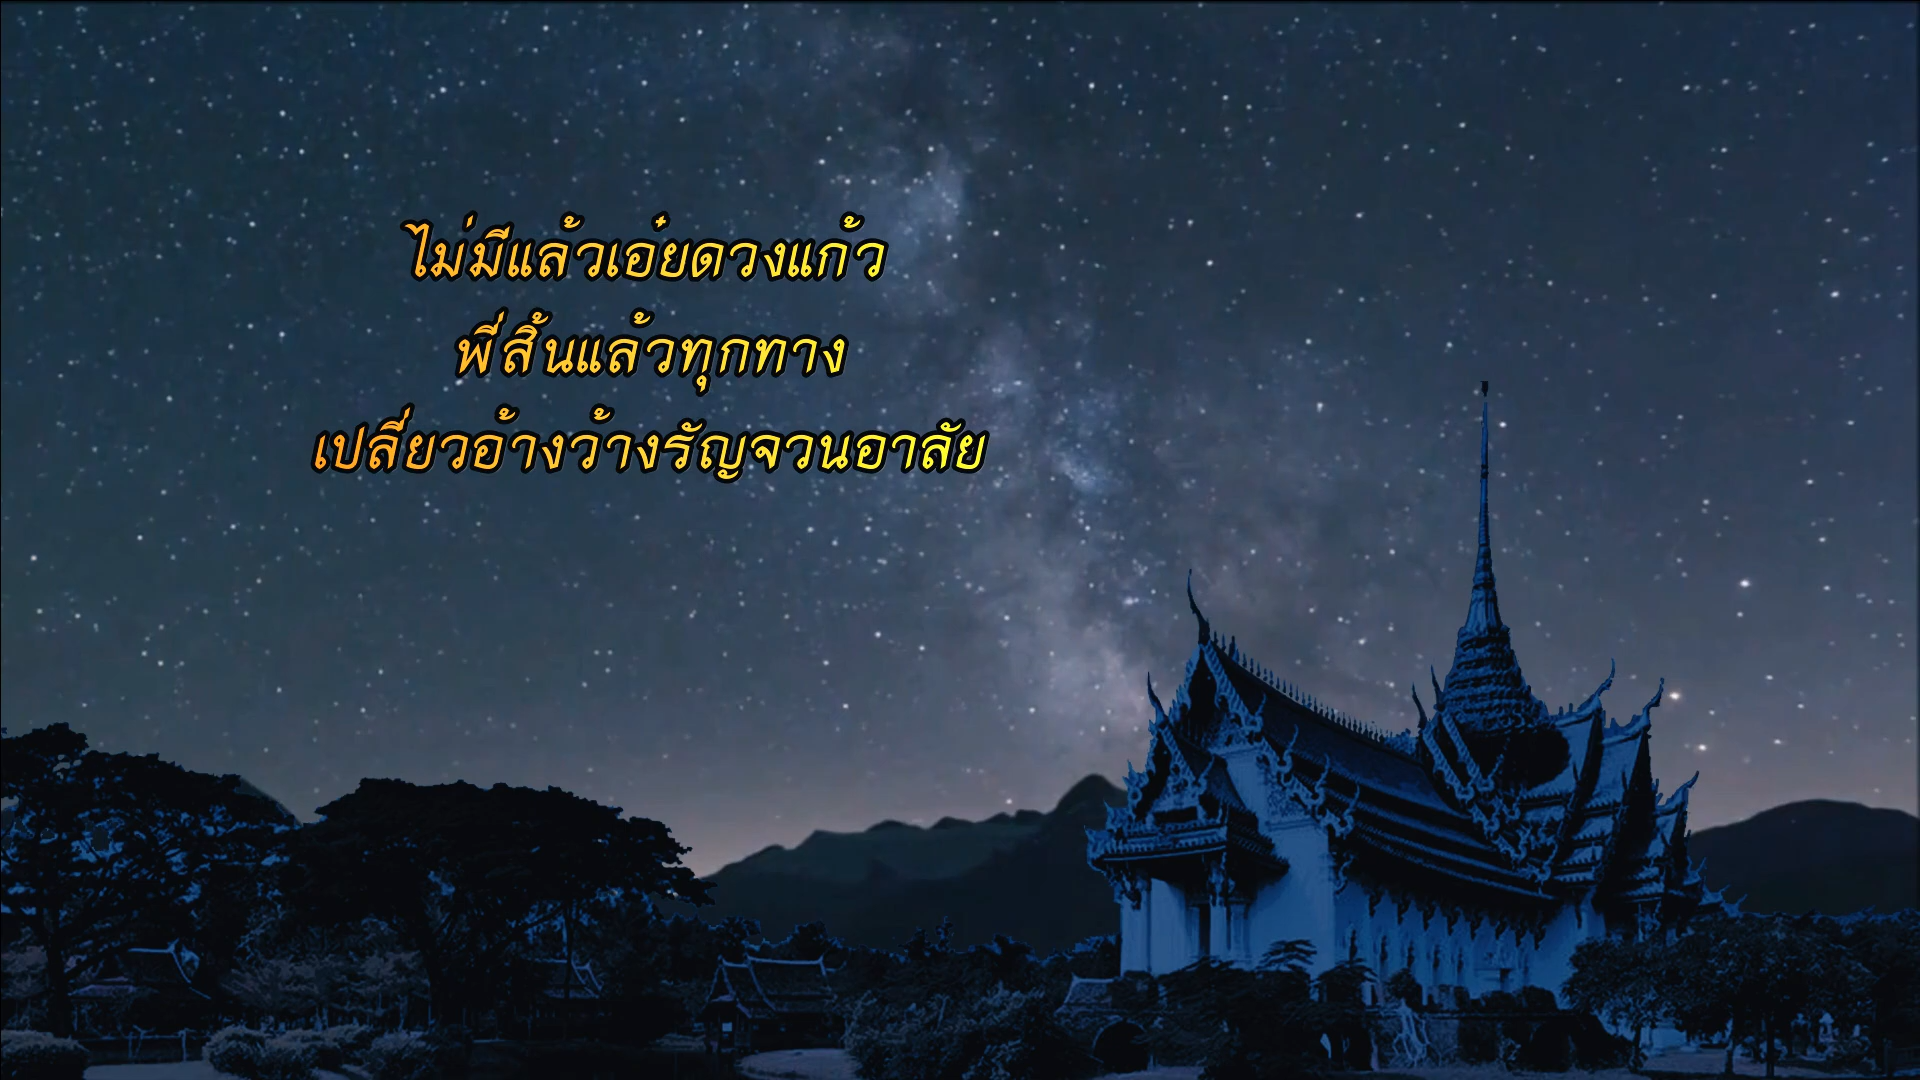 ไม่มีแล้วเอ๋ยดวงแก้ว
พี่สิ้นแล้วทุกทาง
เปลี่ยวอ้างว้างรัญจวนอาลัย